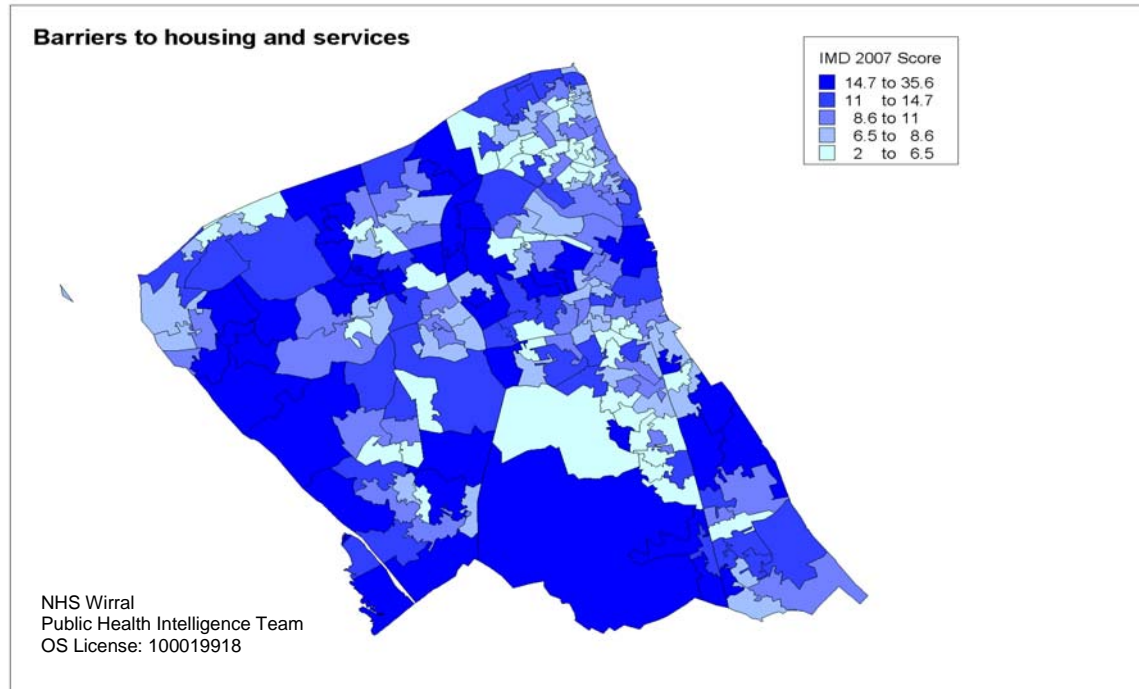 Barriers to housing and services
IMD 2007 Score
14.7 to 35.6
11 to 14.7
8.6 to 11
6.5 to 8.6
2 to 6.5
NHS Wirral
Public Health Intelligence Team
OS License: 100019918